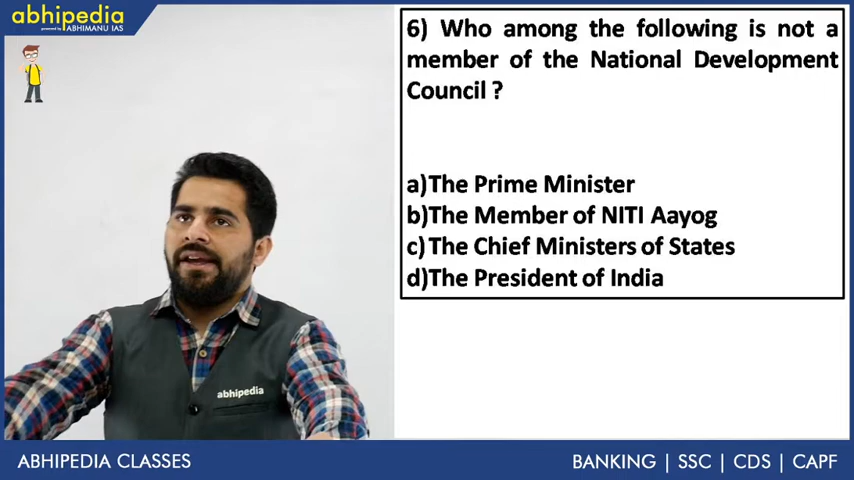 abhipedia
powered by ABHIMANU IAS
6) Who among the following is not a
member of the National Development
Council ?
a)The Prime Minister
b)The Member of NITI Aayog
c)The Chief Ministers of States
d)The President of India
abhipedia
ABHIPEDIA CLASSES
BANKING | SSC | CDS | CAPF